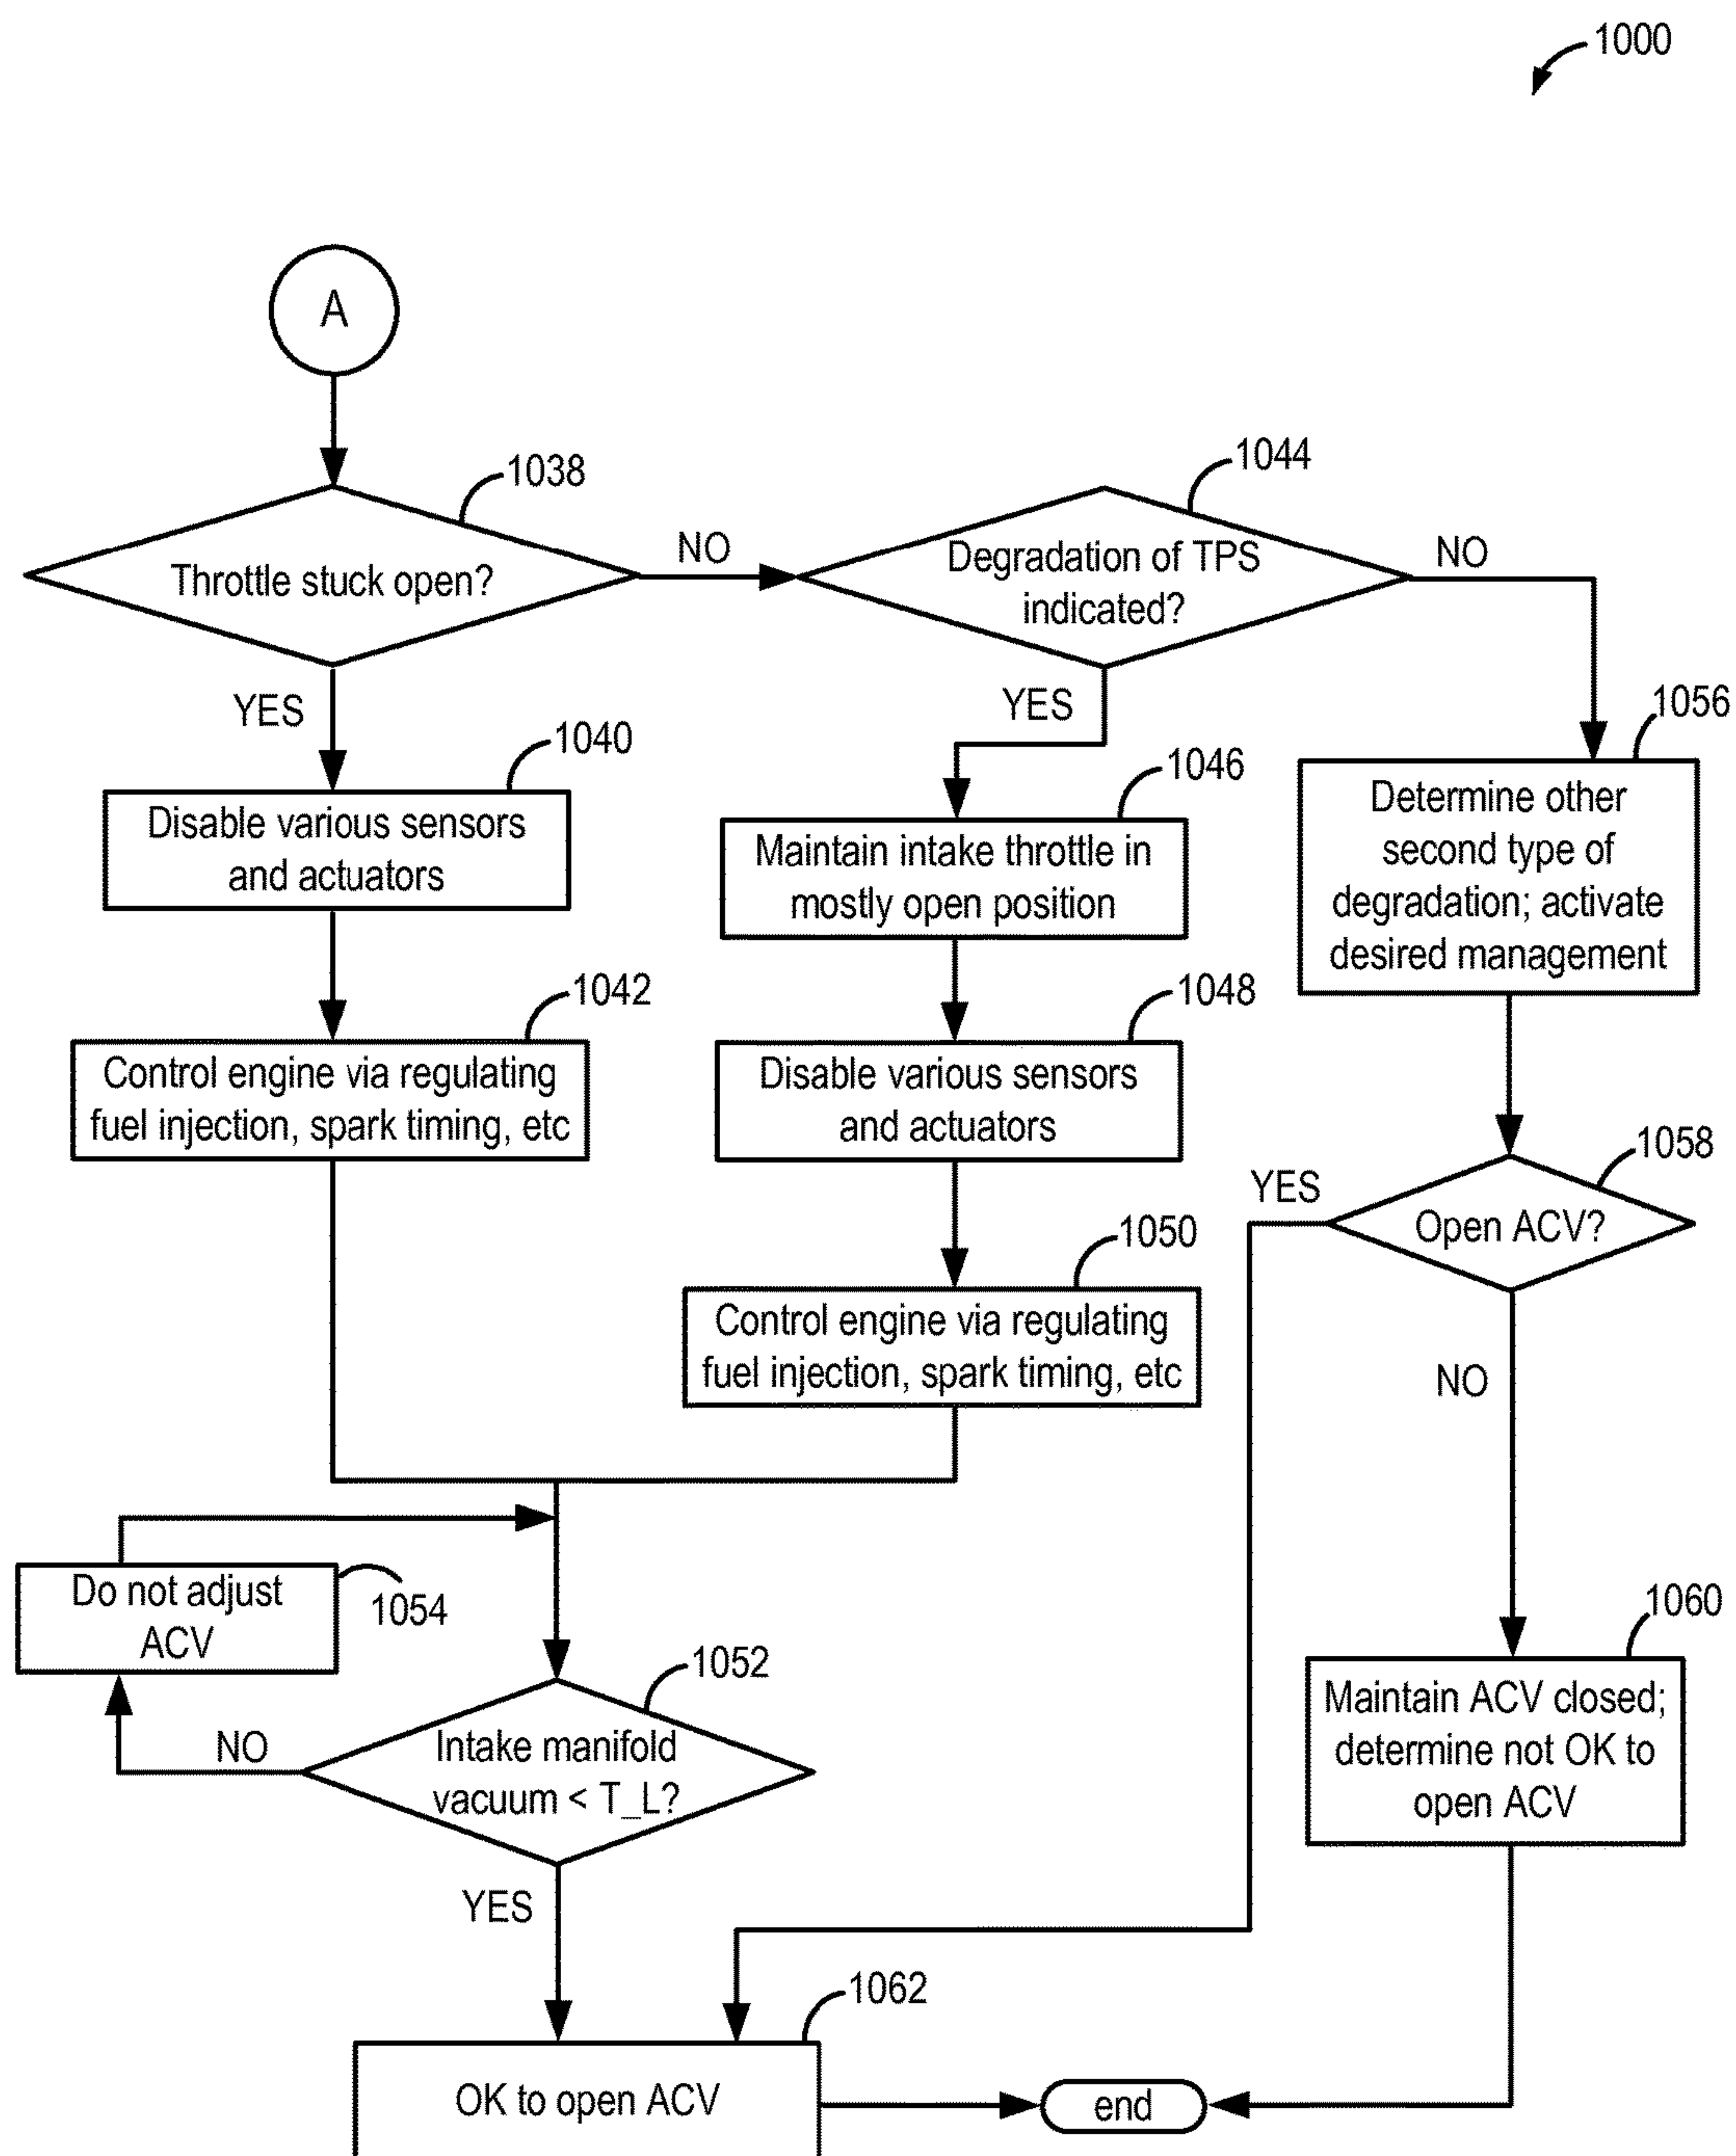 1000
A
1038
Throttle stuck open?
NO
1044
Degradation of TPS
indicated?
NO
YES
1040
Disable various sensors
and actuators
YES
1046
Maintain intake throttle in
mostly open position
1056
Determine other
second type of
degradation; activate
desired management
1042
Control engine via regulating
fuel injection, spark timing, etc
1048
Disable various sensors
and actuators
1058
Open ACV?
YES
NO
1050
Control engine via regulating
fuel injection, spark timing, etc
Do not adjust
ACV
1054
1052
Intake manifold
vacuum < T_L?
NO
YES
1060
Maintain ACV closed;
determine not OK to
open ACV
1062
OK to open ACV
end